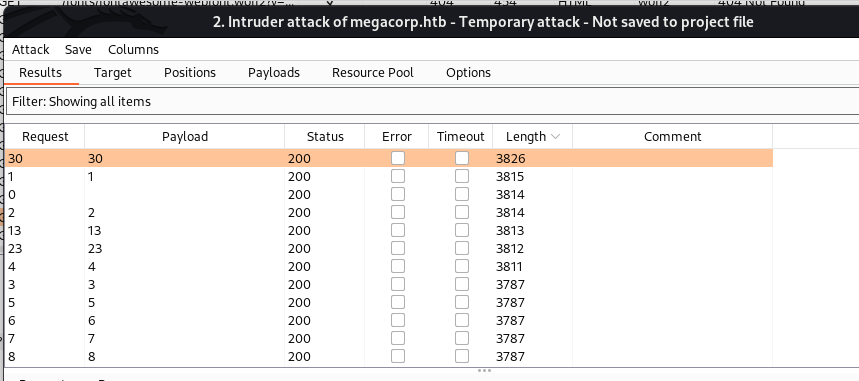 2. Intruder attack of megacorp.htb - Temporary attack - Not saved to project file
Attack Save Columns
Results Target Positions Payloads Resource Pool Options
Filter: Showing all items
Request Payload Status Error Timeout Length Comment
30 30 200 3826
1 1 200 3815
0 200 3814
2 2 200 3814
13 13 200 3813
23 23 200 3812
4 4 200 3811
3 3 200 3787
5 5 200 3787
6 6 200 3787
7 7 200 3787
8 8 200 3787